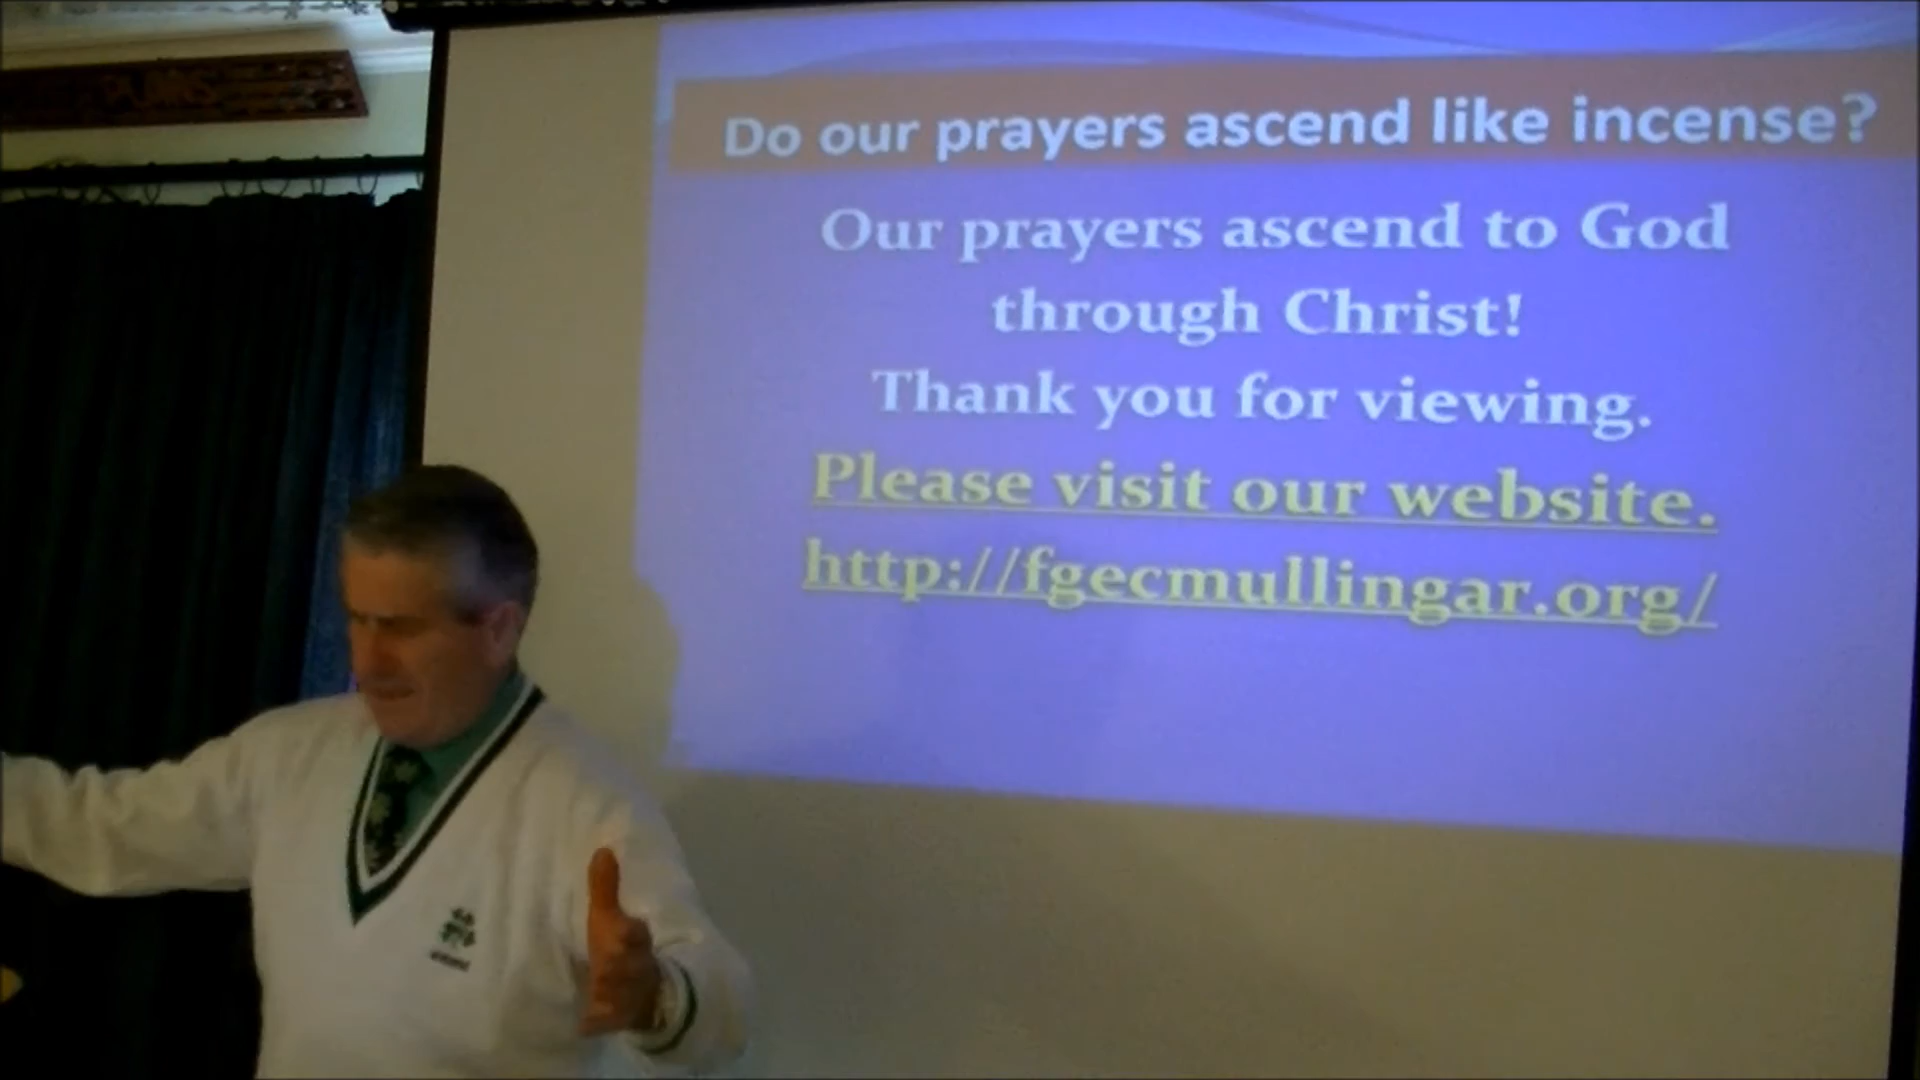 Do our prayers ascend like incense?
Our prayers ascend to God
through Christ!
Thank you for viewing.
Please visit our website.
http://fgecmullingar.org/